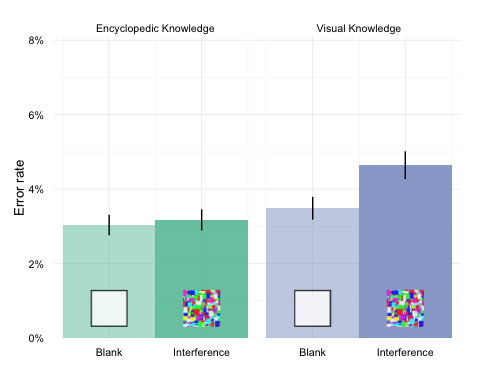 Encyclopedic Knowledge
Visual Knowledge
8%
6%
4%
2%
0%
Error rate
Blank
Interference
Blank
Interference